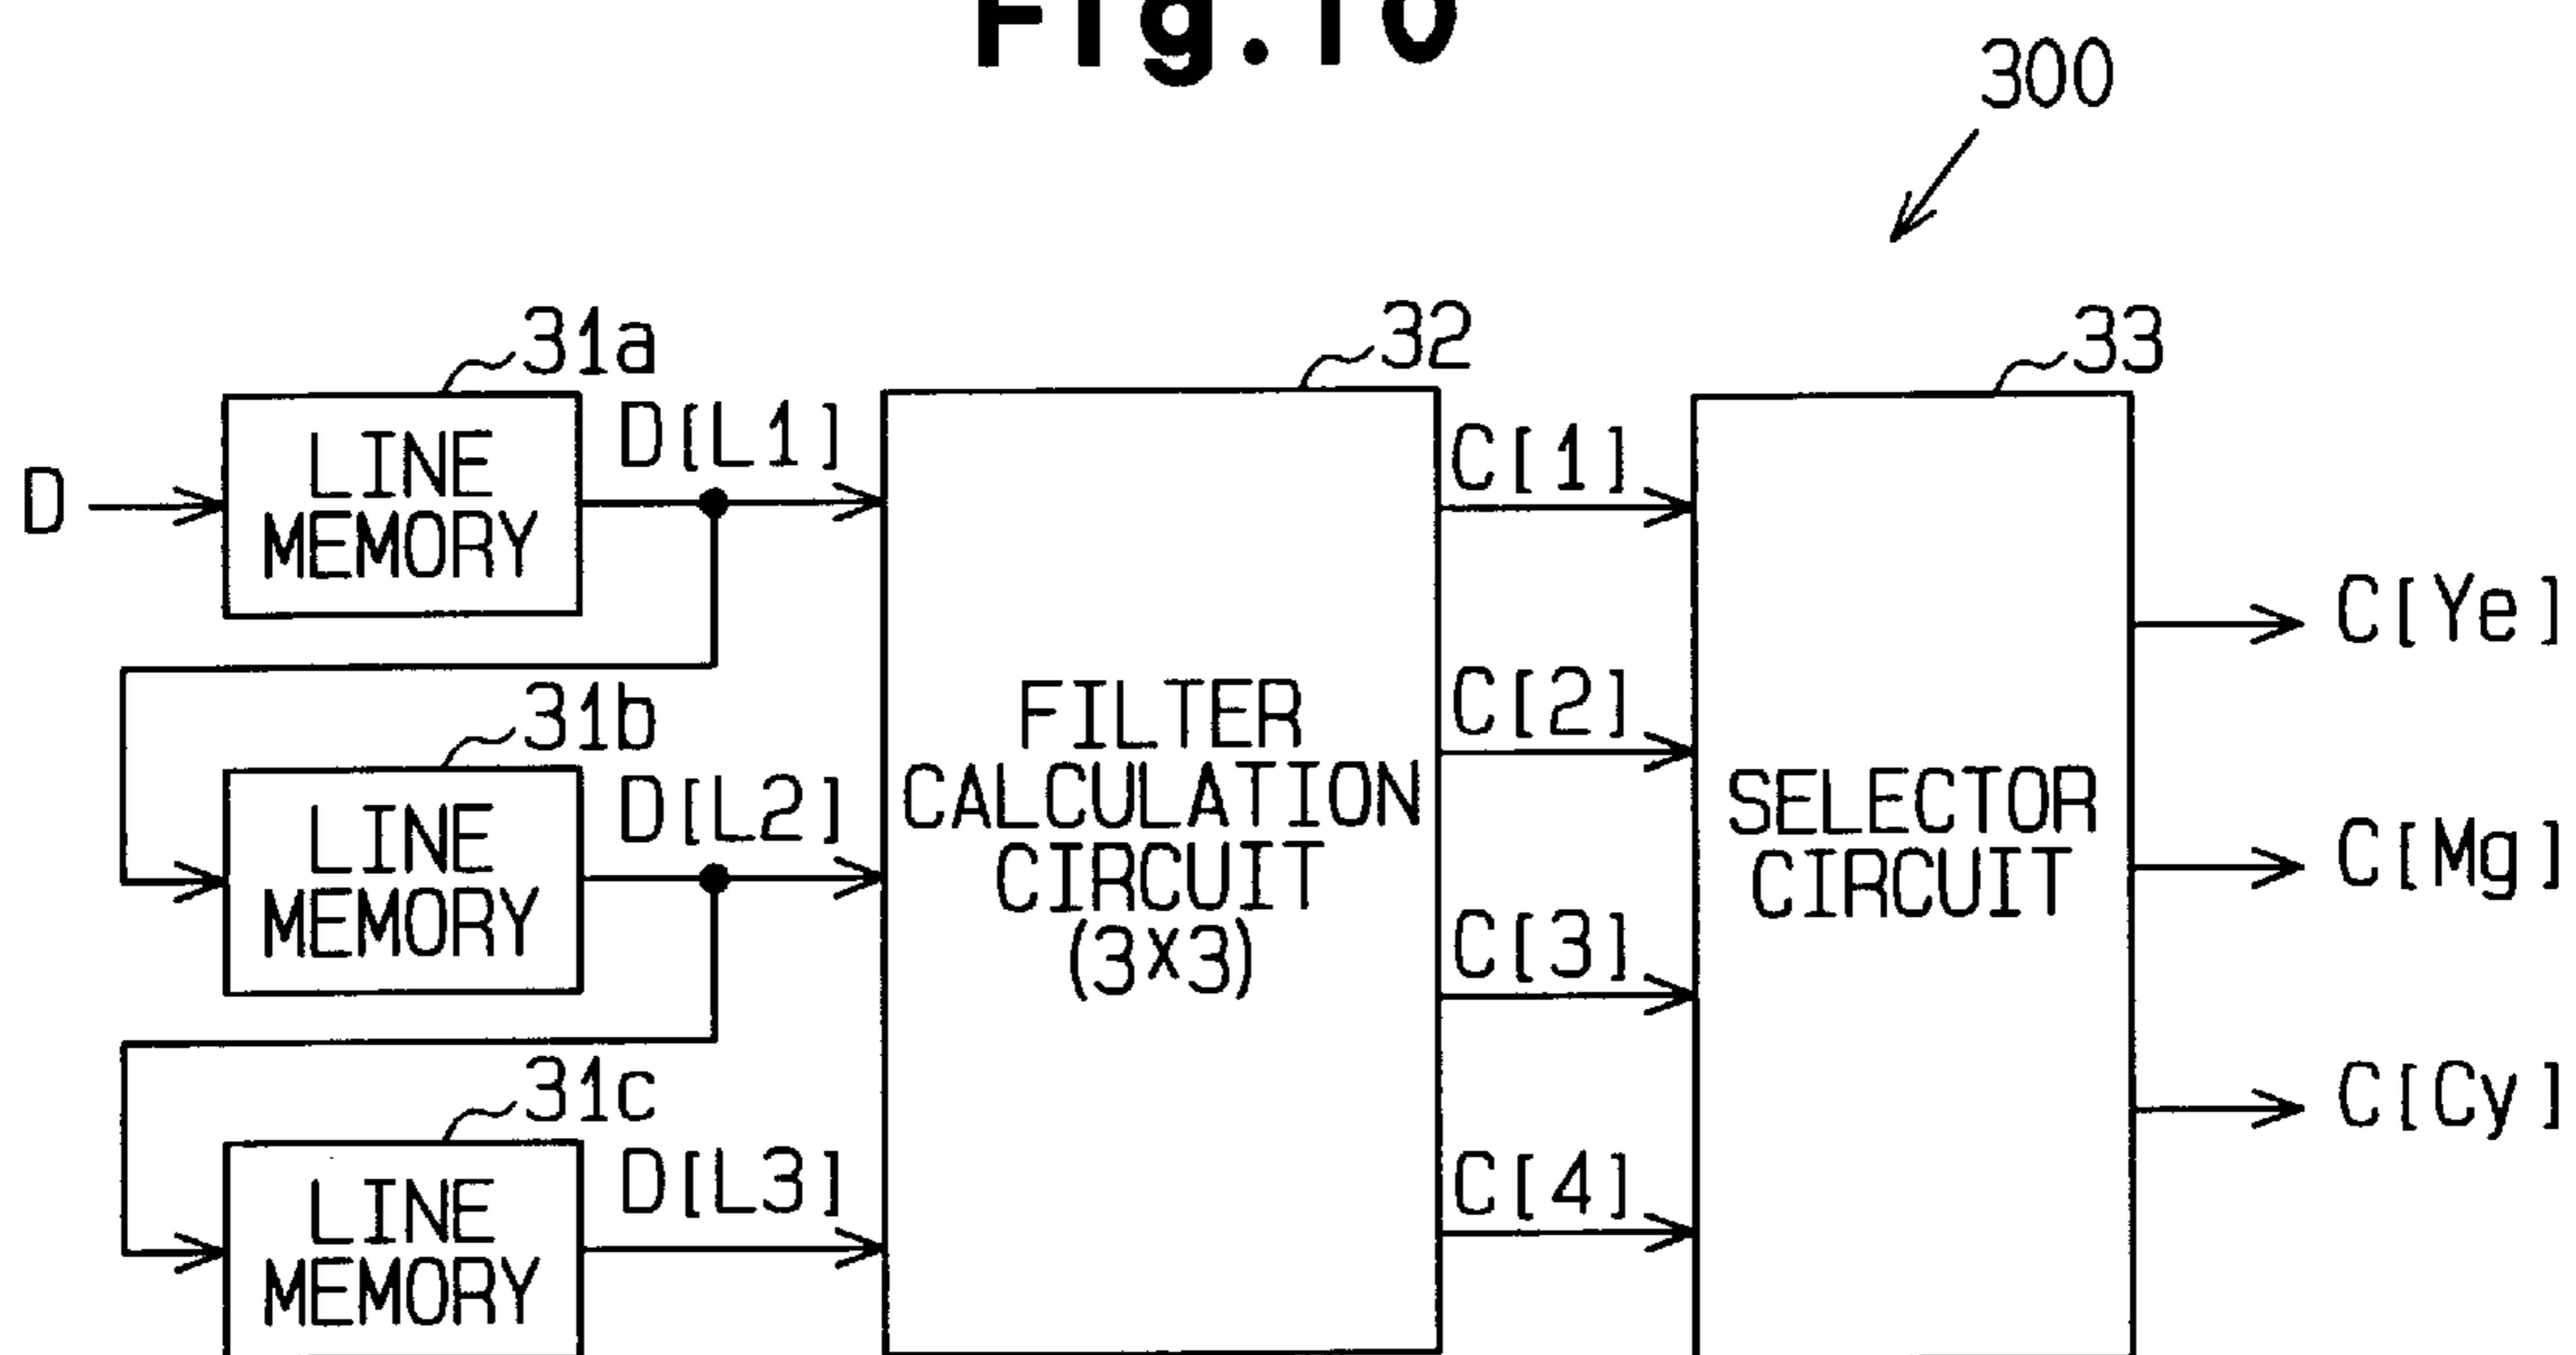 Fig.10
300
31a
32
33
D
LINE
MEMORY
D[L1]
C[1]
C[Ye]
31b
LINE
MEMORY
D[L2]
FILTER
CALCULATION
CIRCUIT
(3X3)
C[2]
SELECTOR
CIRCUIT
C[Mg]
31c
LINE
MEMORY
D[L3]
C[3]
C[4]
C[Cy]